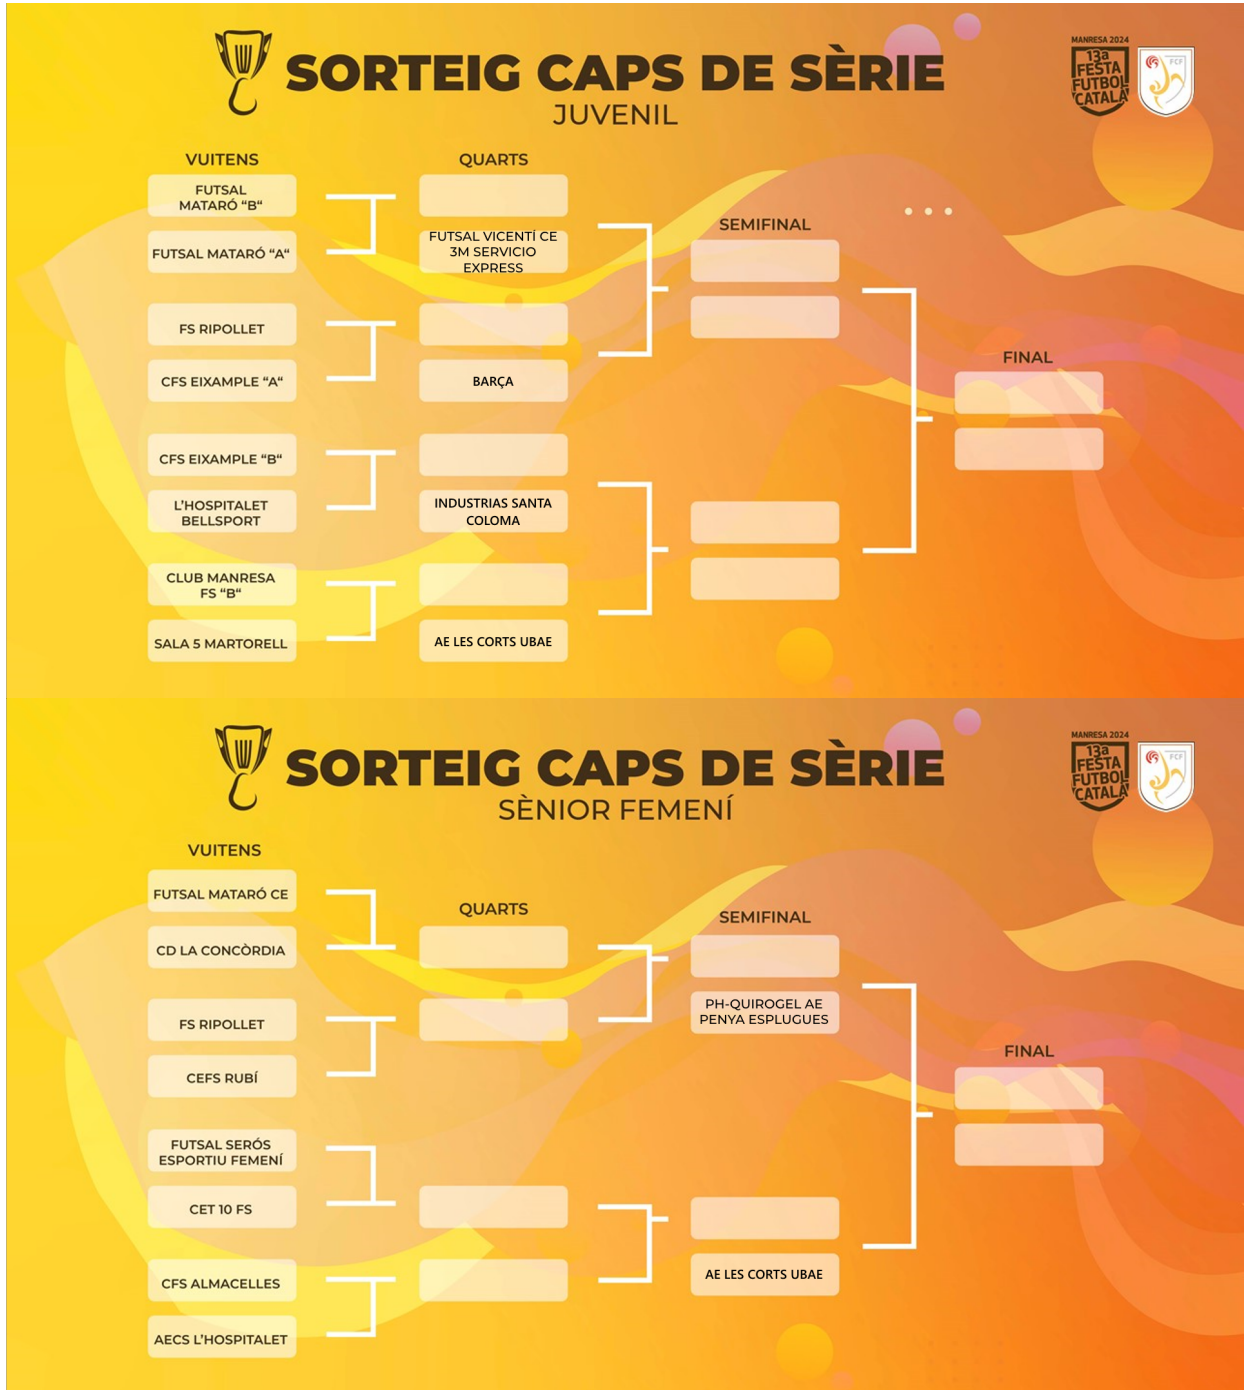 SORTEIG CAPS DE SÈRIE
JUVENIL
MANRESA 2024
13a
FESTA
FUTBOL
CATALÀ
FCF
VUITENS
FUTSAL
MATARÓ “B“
FUTSAL MATARÓ “A“
FS RIPOLLET
CFS EIXAMPLE “A“
CFS EIXAMPLE “B“
L’HOSPITALET
BELLSPORT
CLUB MANRESA
FS “B“
SALA 5 MARTORELL
QUARTS
FUTSAL VICENTÍ CE
3M SERVICIO
EXPRESS
BARÇA
INDUSTRIAS SANTA
COLOMA
AE LES CORTS UBAE
SEMIFINAL
FINAL
SORTEIG CAPS DE SÈRIE
SÈNIOR FEMENÍ
MANRESA 2024
13a
FESTA
FUTBOL
CATALÀ
FCF
VUITENS
FUTSAL MATARÓ CE
CD LA CONCÒRDIA
FS RIPOLLET
CEFS RUBÍ
FUTSAL SERÓS
ESPORTIU FEMENÍ
CET 10 FS
CFS ALMACELLES
AECS L’HOSPITALET
QUARTS
SEMIFINAL
PH-QUIROGEL AE
PENYA ESPLUGUES
AE LES CORTS UBAE
FINAL